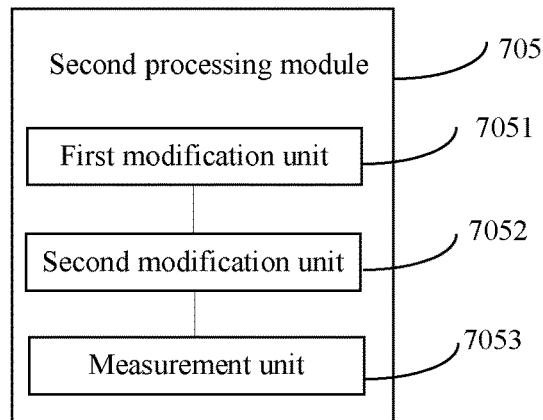 Second processing module
705
First modification unit
7051
Second modification unit
7052
Measurement unit
7053